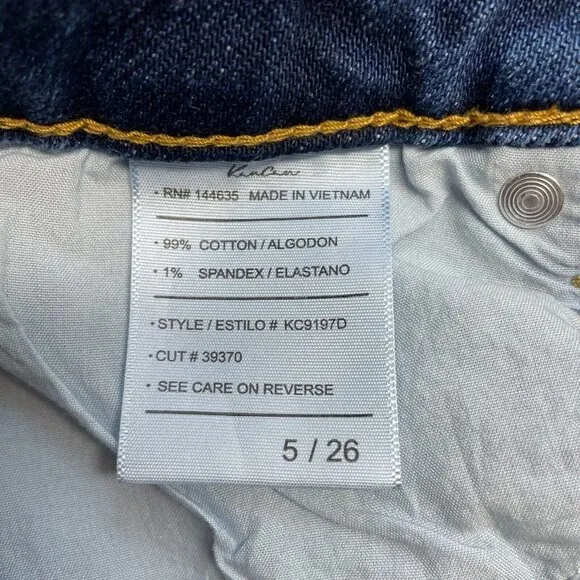 KanCan
• RN# 144635 MADE IN VIETNAM
• 99% COTTON / ALGODON
• 1% SPANDEX / ELASTANO
• STYLE / ESTILO # KC9197D
• CUT # 39370
• SEE CARE ON REVERSE
5 / 26